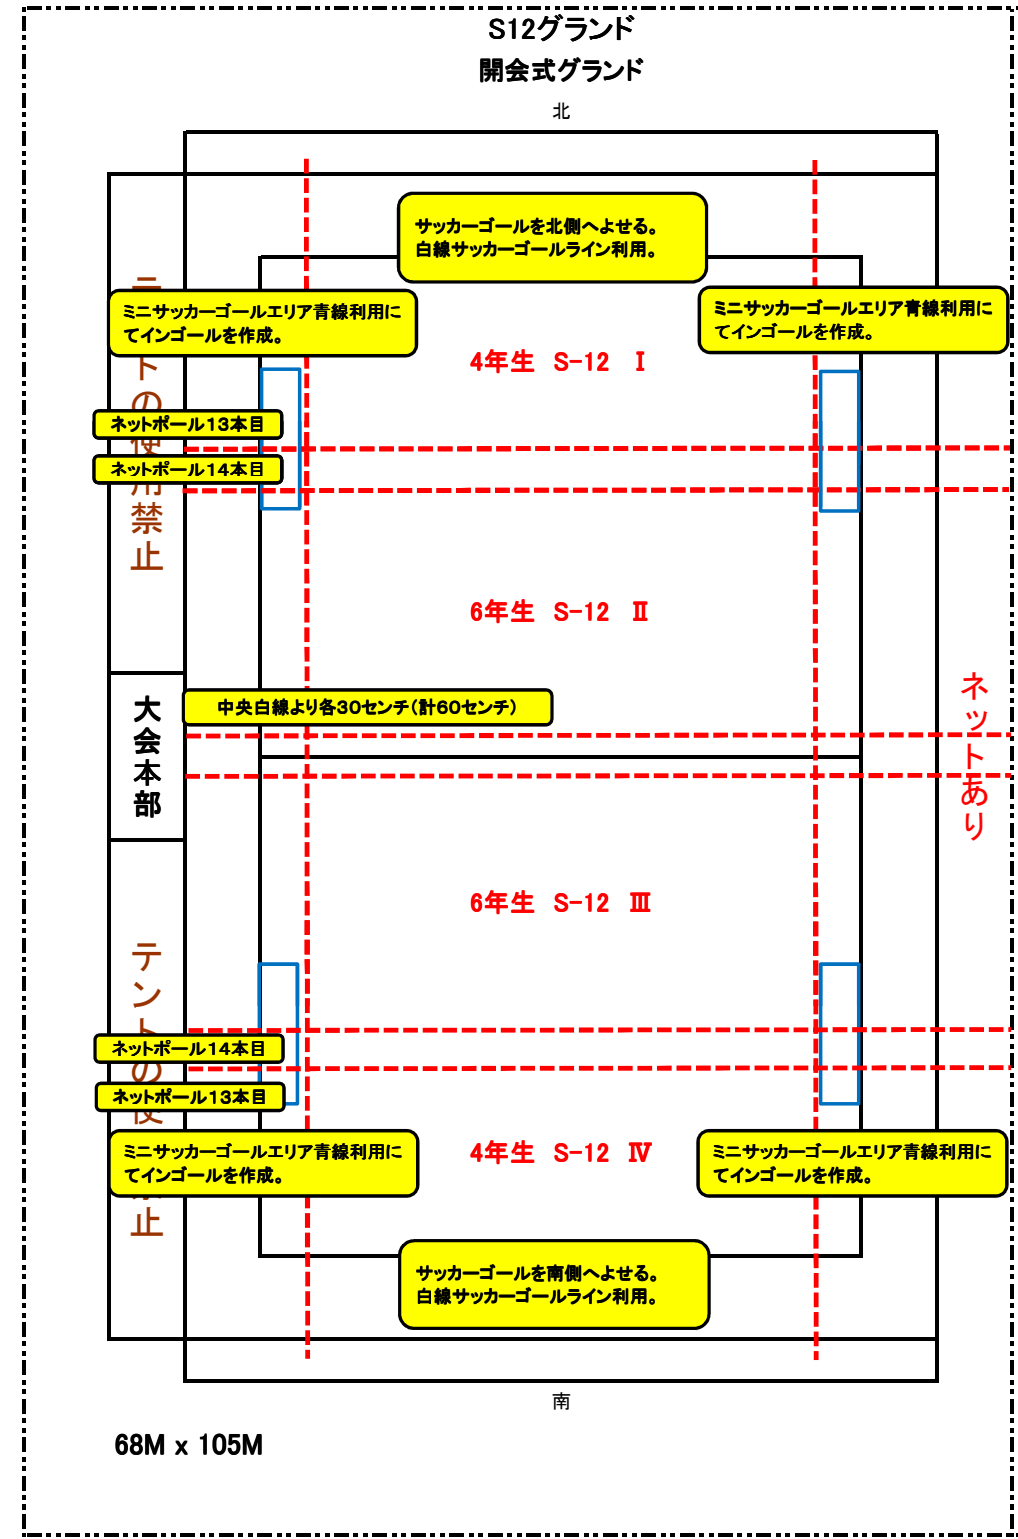 S12グランド
開会式グランド
北
サッカーゴールを北側へよせる。
白線サッカーゴールライン利用。
ミニサッカーゴールエリア青線利用に
てインゴールを作成。
ミニサッカーゴールエリア青線利用に
てインゴールを作成。
4年生 S-12 Ⅰ
ネットポール13本目
ネットポール14本目
禁止
6年生 S-12 Ⅱ
ネットあり
大会本部
中央白線より各30センチ(計60センチ)
6年生 S-12 Ⅲ
テントの
ネットポール14本目
ネットポール13本目
ミニサッカーゴールエリア青線利用に
てインゴールを作成。
4年生 S-12 Ⅳ
ミニサッカーゴールエリア青線利用に
てインゴールを作成。
止
サッカーゴールを南側へよせる。
白線サッカーゴールライン利用。
南
68M x 105M